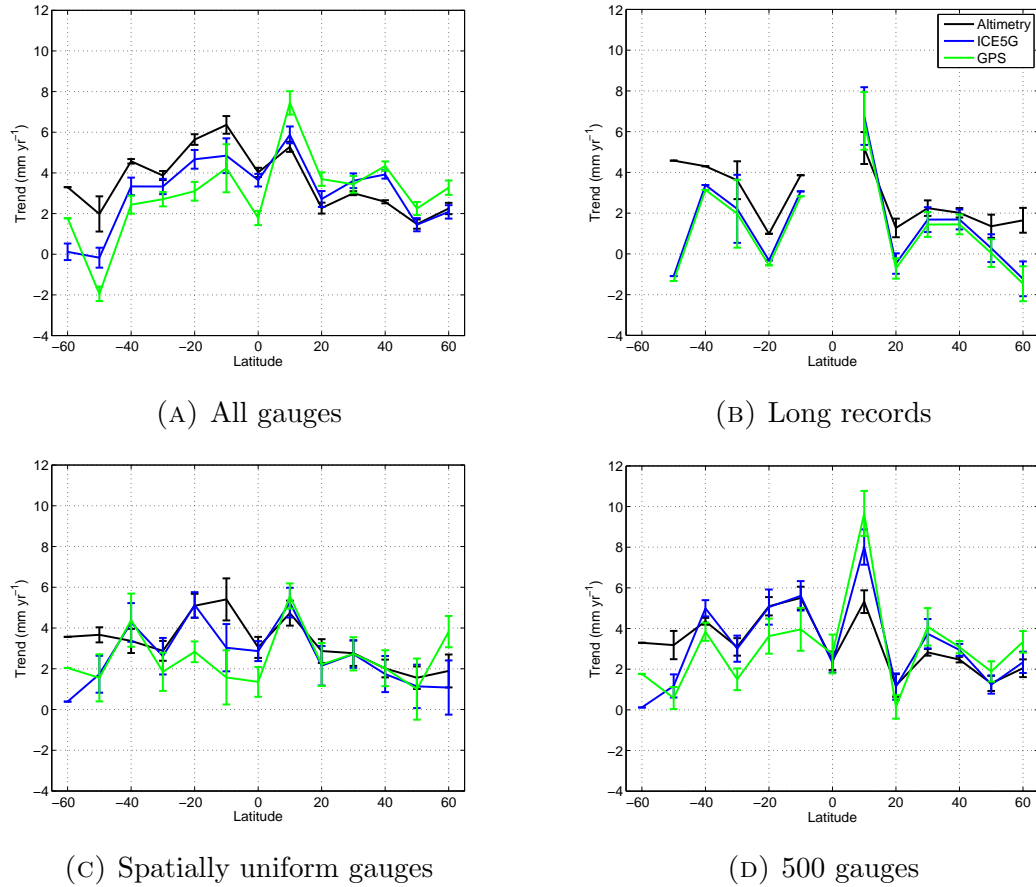 12
10
8
6
4
2
0
−2
−4
Trend (mm yr⁻¹)
−60 −40 −20 0 20 40 60
Latitude
(A) All gauges
12
10
8
6
4
2
0
−2
−4
Trend (mm yr⁻¹)
Altimetry
ICE5G
GPS
−60 −40 −20 0 20 40 60
Latitude
(B) Long records
12
10
8
6
4
2
0
−2
−4
Trend (mm yr⁻¹)
−60 −40 −20 0 20 40 60
Latitude
(C) Spatially uniform gauges
12
10
8
6
4
2
0
−2
−4
Trend (mm yr⁻¹)
−60 −40 −20 0 20 40 60
Latitude
(D) 500 gauges